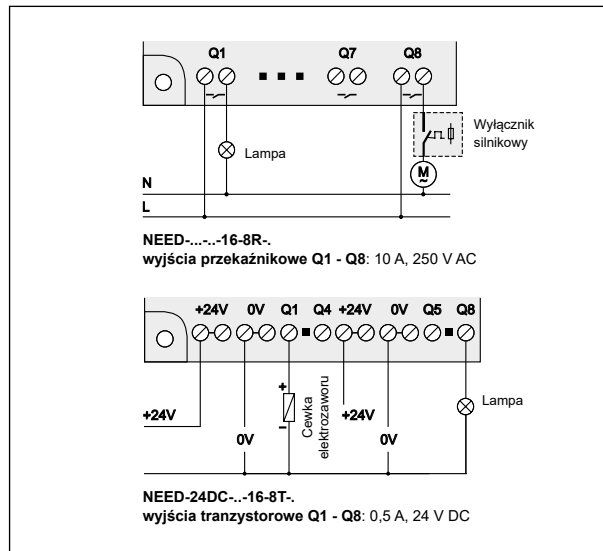 Q1 Q7 Q8
Wyłącznik
silnikowy
Lampa
M
N
L
NEED-...-..-16-8R-.
wyjścia przekaźnikowe Q1 - Q8: 10 A, 250 V AC
+24V 0V Q1 Q4 +24V 0V Q5 Q8
+
Cewka
elektrozaworu
–
Lampa
+24V
+24V
0V
0V
NEED-24DC-..-16-8T-.
wyjścia tranzystorowe Q1 - Q8: 0,5 A, 24 V DC